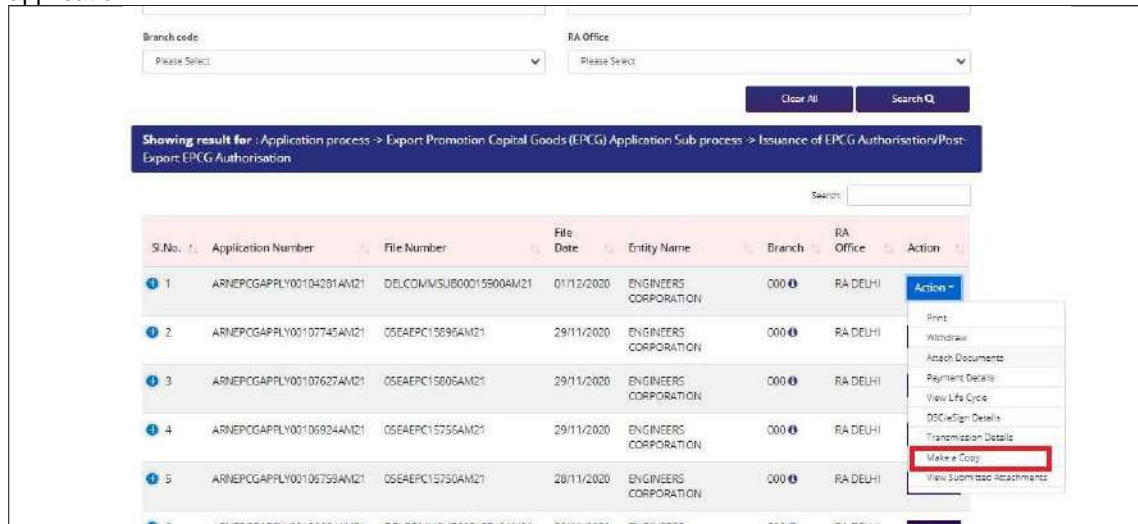 Branch code
RA Office
Please Select
Please Select
Clear All
Search
Showing result for : Application process -> Export Promotion Capital Goods (EPCG) Application Sub process -> Issuance of EPCG Authorisation/Post-
Export EPCG Authorisation
Search:
Sl.No. Application Number File Number File Date Entity Name Branch RA Office Action
1 ARNEPCGAPPLY00104281AM21 DELCOMMSUB00015900AM21 01/12/2020 ENGINEERS CORPORATION 000 RA DELHI Action
Print
2 ARNEPCGAPPLY00107745AM21 05EAEPC15896AM21 29/11/2020 ENGINEERS CORPORATION 000 RA DELHI
Withdraw
Attach Documents
3 ARNEPCGAPPLY00107627AM21 05EAEPC15806AM21 29/11/2020 ENGINEERS CORPORATION 000 RA DELHI
Payment Details
View Life Cycle
DSC/eSign Details
4 ARNEPCGAPPLY00106924AM21 05EAEPC15756AM21 29/11/2020 ENGINEERS CORPORATION 000 RA DELHI
Transmission Details
Make a Copy
5 ARNEPCGAPPLY00106759AM21 05EAEPC15750AM21 28/11/2020 ENGINEERS CORPORATION 000 RA DELHI
View Submitted Attachments